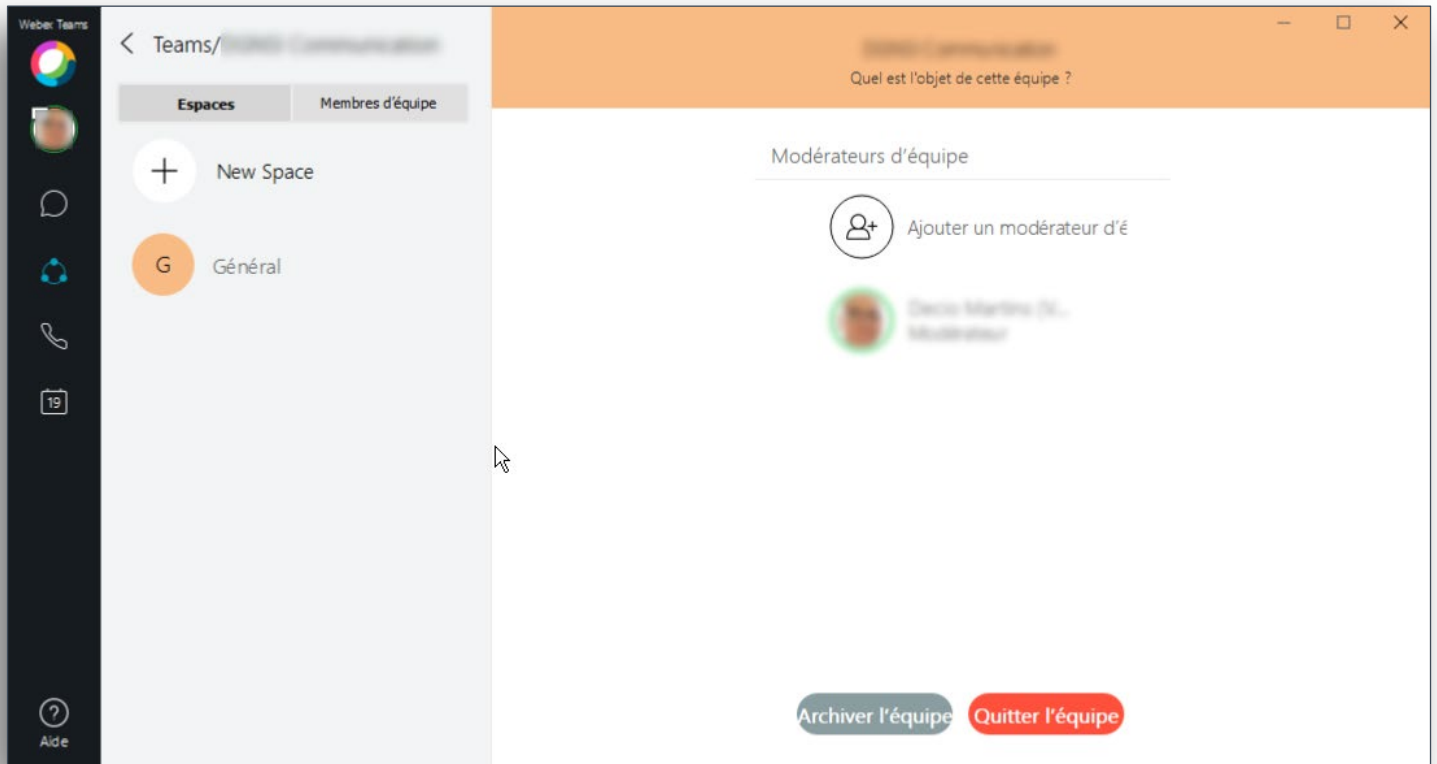 Webex Teams
Teams/
Espaces
Membres d'équipe
New Space
G
Général
19
?
Aide
Quel est l'objet de cette équipe ?
Modérateurs d'équipe
Ajouter un modérateur d'é
Archiver l'équipe
Quitter l'équipe